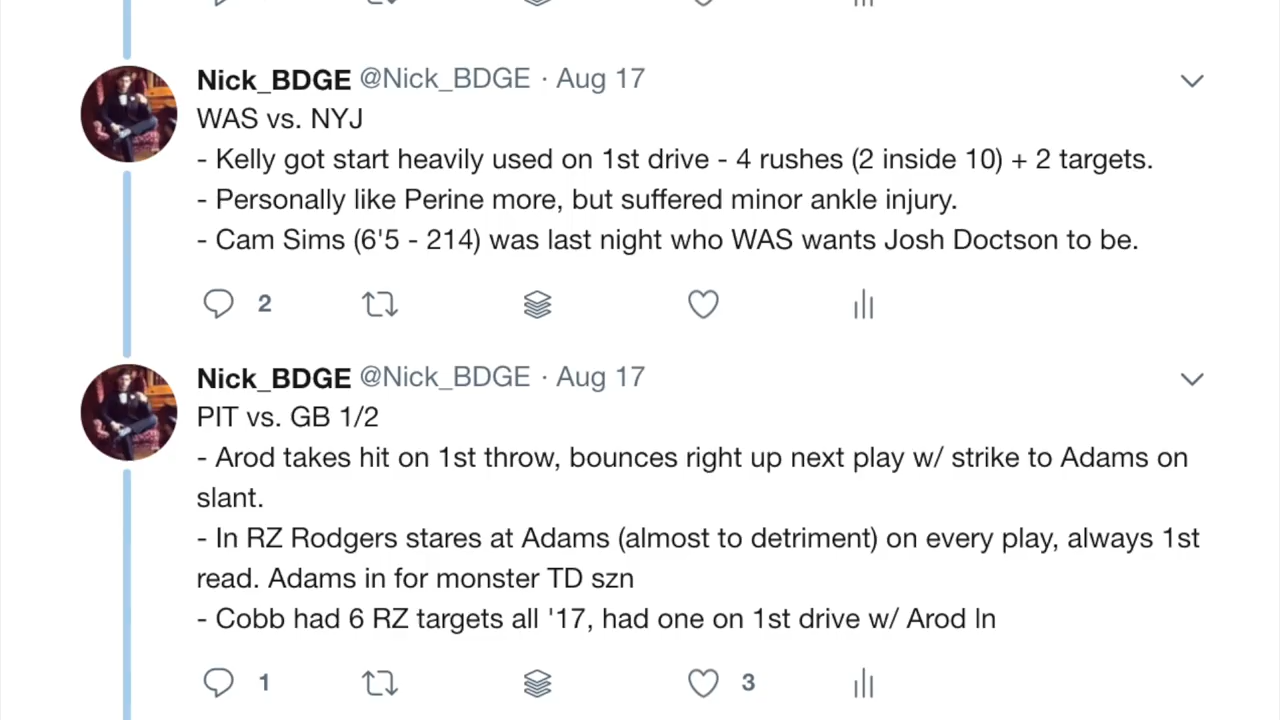 Nick_BDGE @Nick_BDGE · Aug 17
WAS vs. NYJ
- Kelly got start heavily used on 1st drive - 4 rushes (2 inside 10) + 2 targets.
- Personally like Perine more, but suffered minor ankle injury.
- Cam Sims (6'5 - 214) was last night who WAS wants Josh Doctson to be.
2
Nick_BDGE @Nick_BDGE · Aug 17
PIT vs. GB 1/2
- Arod takes hit on 1st throw, bounces right up next play w/ strike to Adams on
slant.
- In RZ Rodgers stares at Adams (almost to detriment) on every play, always 1st
read. Adams in for monster TD szn
- Cobb had 6 RZ targets all '17, had one on 1st drive w/ Arod In
1 3